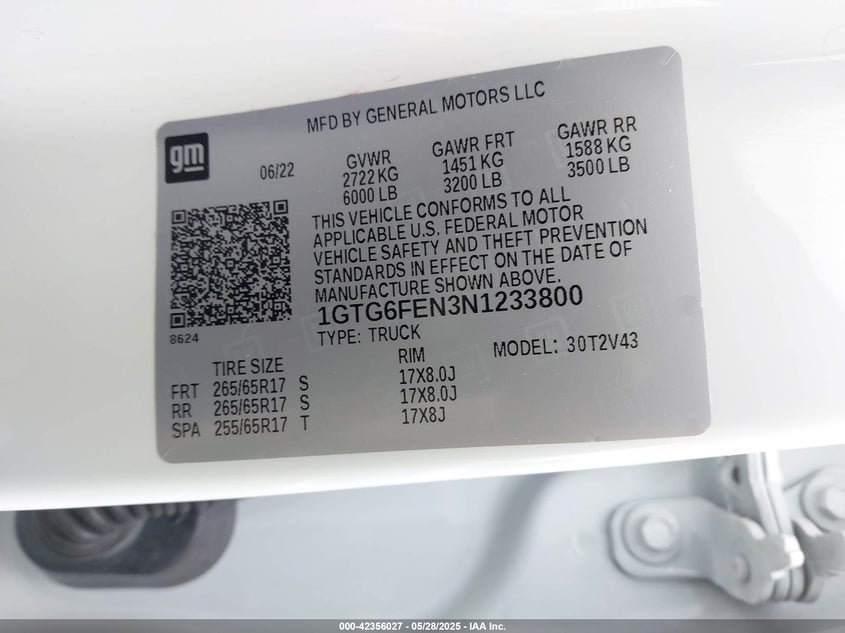 MFD BY GENERAL MOTORS LLC
gm
06/22
GVWR GAWR FRT GAWR RR
2722 KG 1451 KG 1588 KG
6000 LB 3200 LB 3500 LB
THIS VEHICLE CONFORMS TO ALL
APPLICABLE U.S. FEDERAL MOTOR
VEHICLE SAFETY AND THEFT PREVENTION
STANDARDS IN EFFECT ON THE DATE OF
MANUFACTURE SHOWN ABOVE.
1GTG6FEN3N1233800
8624
TYPE: TRUCK
MODEL: 30T2V43
TIRE SIZE RIM
FRT 265/65R17 S 17X8.0J
RR 265/65R17 S 17X8.0J
SPA 255/65R17 T 17X8J
000-42356027 - 05/28/2025 - IAA Inc.